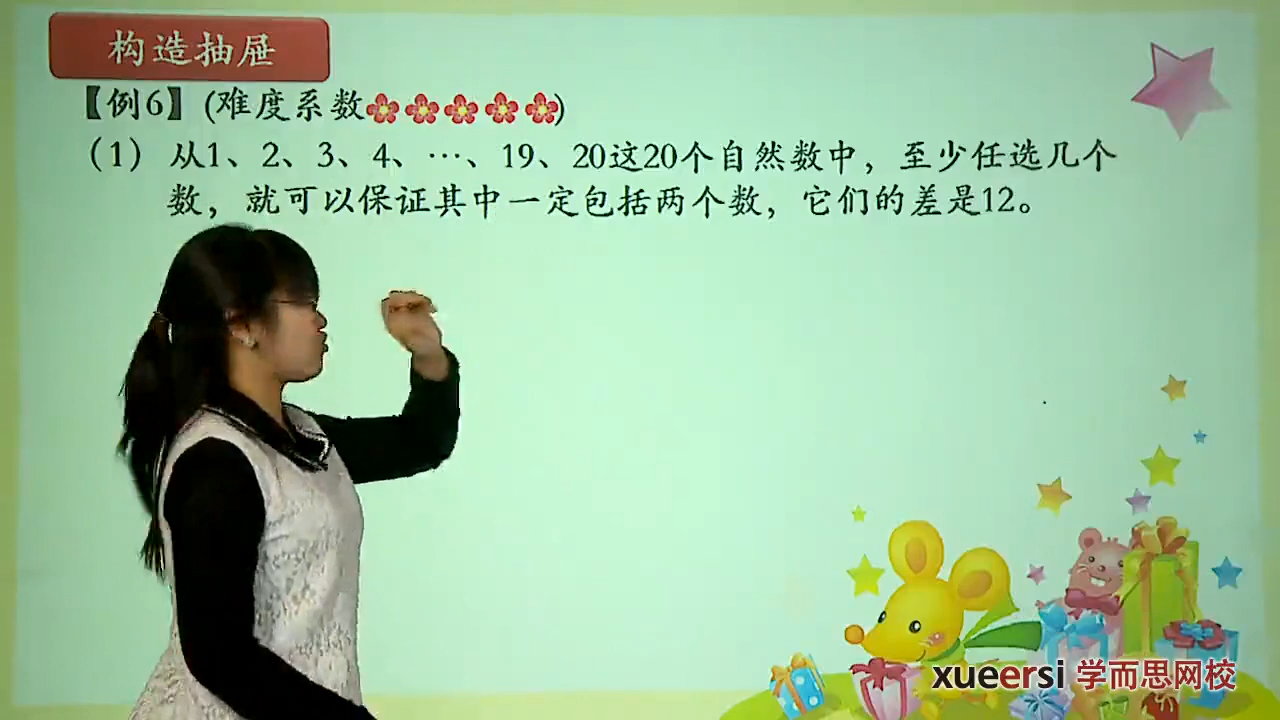 构造抽屉
【例6】(难度系数)
（1）从1、2、3、4、…、19、20这20个自然数中，至少任选几个
数，就可以保证其中一定包括两个数，它们的差是12。
xueersi 学而思网校